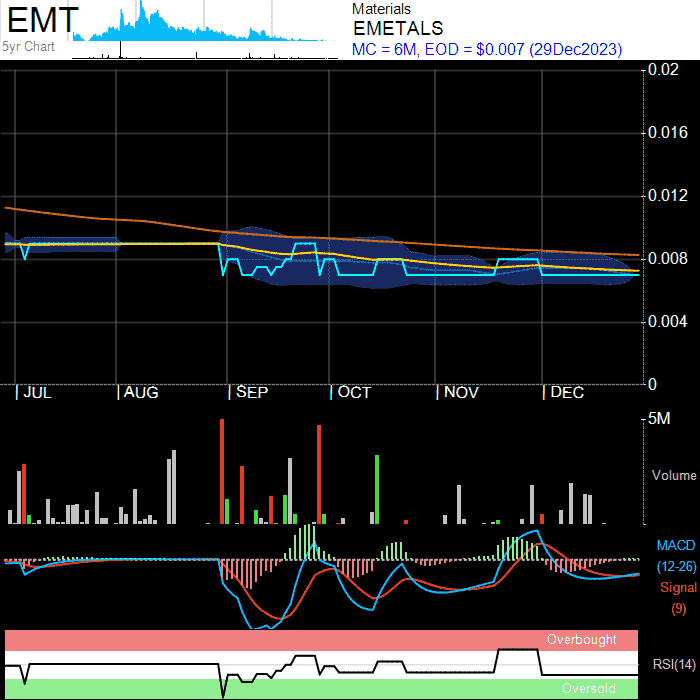 EMT
5yr Chart
Materials
EMETALS
MC = 6M, EOD = $0.007 (29Dec2023)
0.02
0.016
0.012
0.008
0.004
0
JUL AUG SEP OCT NOV DEC
5M
Volume
MACD
(12-26)
Signal
(9)
Overbought
RSI(14)
Oversold